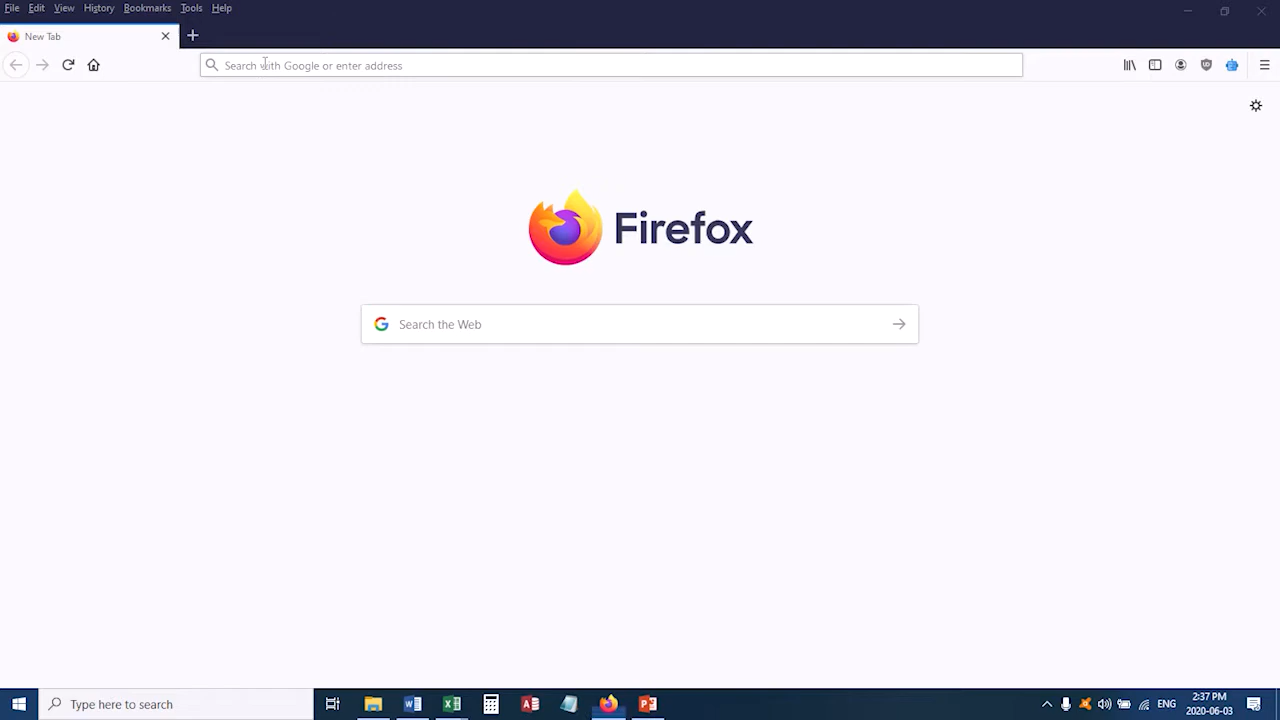 File Edit View History Bookmarks Tools Help
New Tab
Search with Google or enter address
Firefox
Search the Web
Type here to search
ENG
2:37 PM
2020-06-03